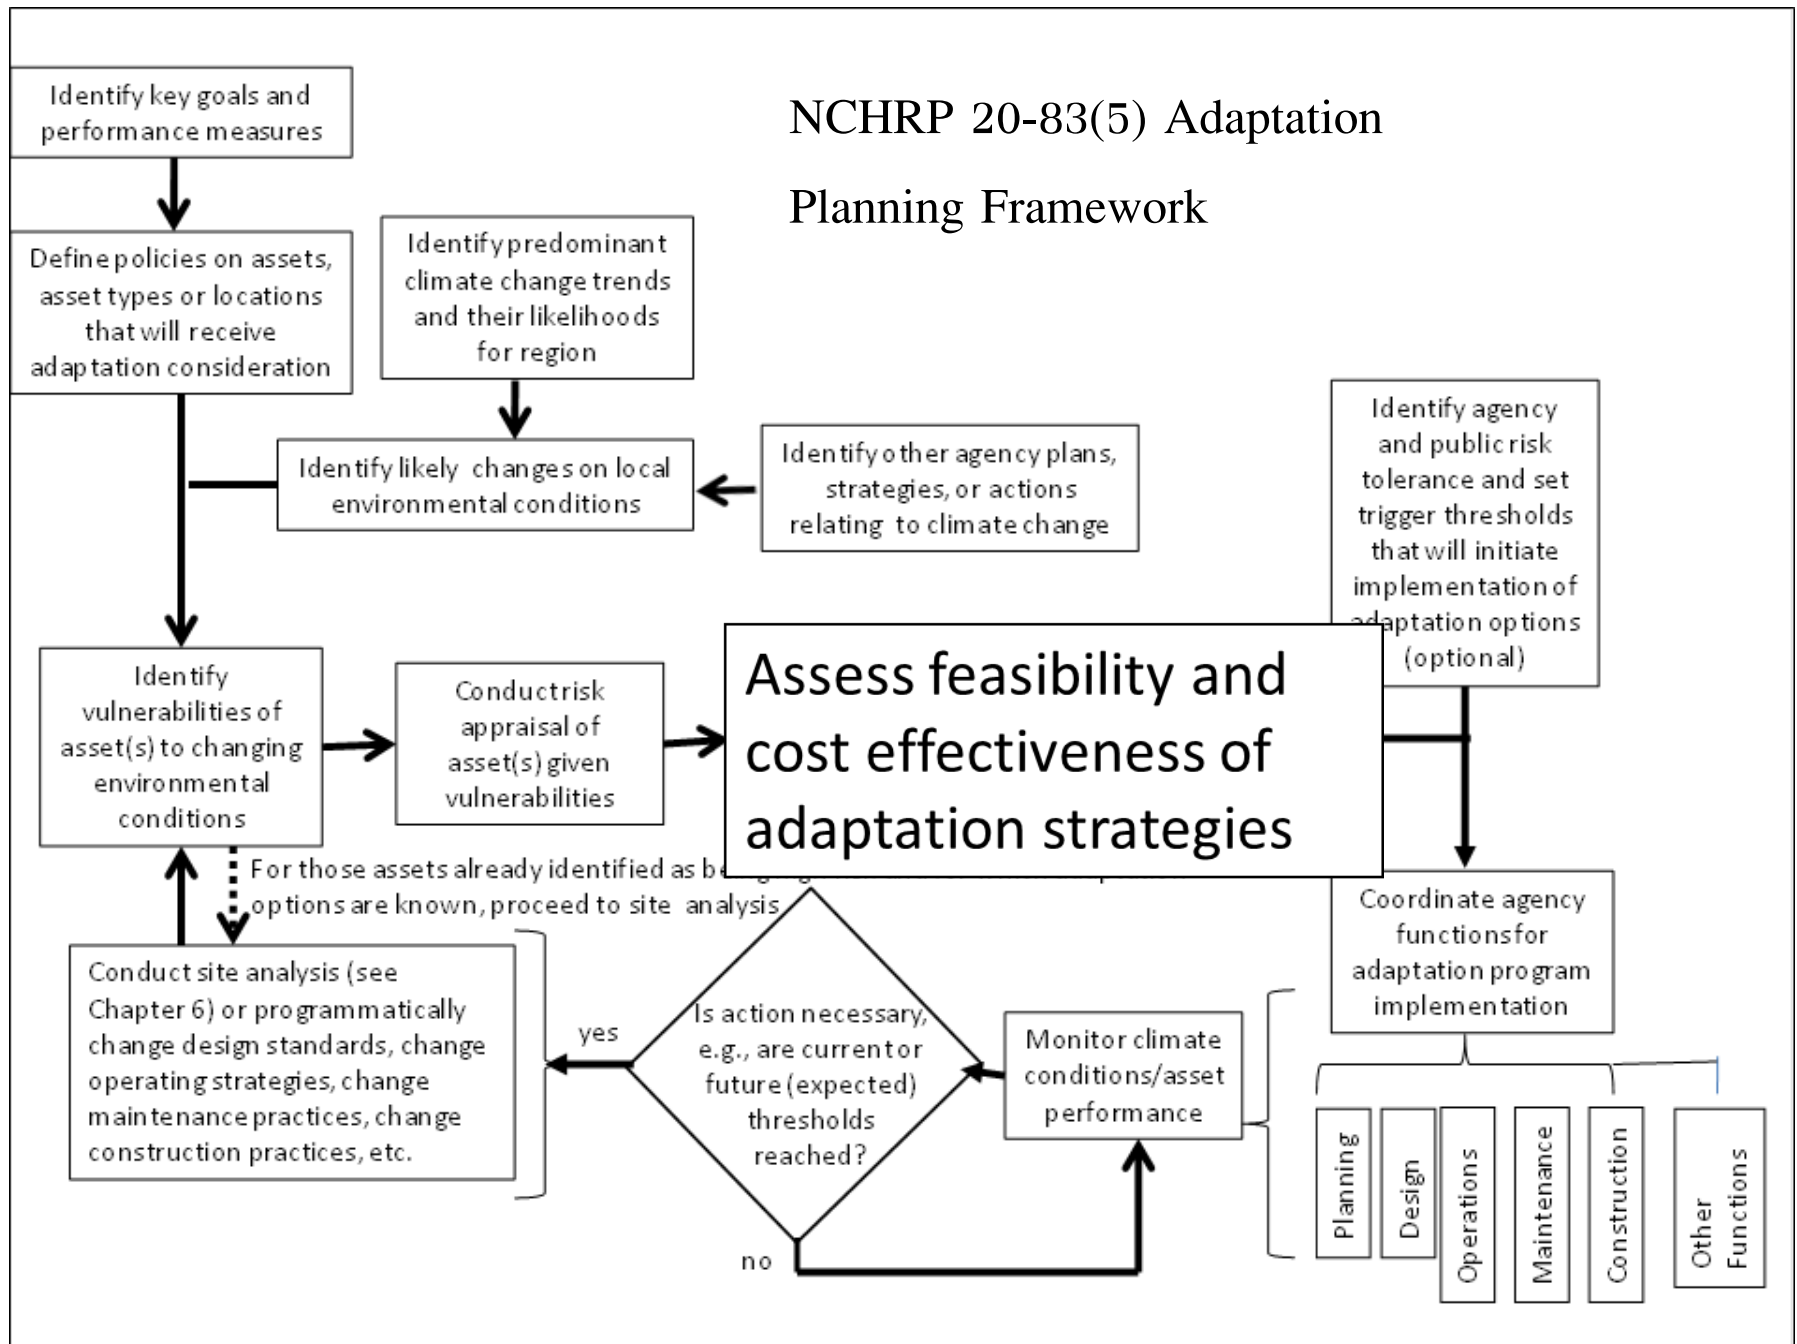 NCHRP 20-83(5) Adaptation
Planning Framework
Identify key goals and
performance measures
Define policies on assets,
asset types or locations
that will receive
adaptation consideration
Identify predominant
climate change trends
and their likelihoods
for region
Identify likely changes on local
environmental conditions
Identify other agency plans,
strategies, or actions
relating to climate change
Identify agency
and public risk
tolerance and set
trigger thresholds
that will initiate
implementation of
adaptation options
(optional)
Identify
vulnerabilities of
asset(s) to changing
environmental
conditions
Conduct risk
appraisal of
asset(s) given
vulnerabilities
Assess feasibility and
cost effectiveness of
adaptation strategies
For those assets already identified as
options are known, proceed to site analysis
Coordinate agency
functions for
adaptation program
implementation
Conduct site analysis (see
Chapter 6) or programmatically
change design standards, change
operating strategies, change
maintenance practices, change
construction practices, etc.
yes
Is action necessary,
e.g., are current or
future (expected)
thresholds
reached?
no
Monitor climate
conditions/asset
performance
Planning
Design
Operations
Maintenance
Construction
Other
Functions